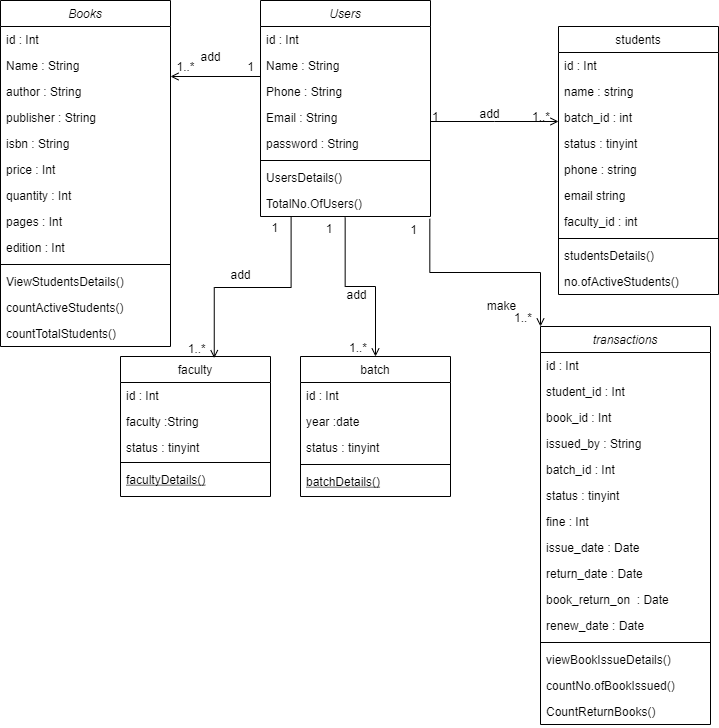 Books
id : Int
Name : String
author : String
publisher : String
isbn : String
price : Int
quantity : Int
pages : Int
edition : Int
ViewStudentsDetails()
countActiveStudents()
countTotalStudents()
add
1..*
1
Users
id : Int
Name : String
Phone : String
Email : String
password : String
UsersDetails()
TotalNo.OfUsers()
1
add
1..*
students
id : Int
name : string
batch_id : int
status : tinyint
phone : string
email string
faculty_id : int
studentsDetails()
no.ofActiveStudents()
1
add
1..*
1
add
1..*
1
make
1..*
faculty
id : Int
faculty :String
status : tinyint
facultyDetails()
batch
id : Int
year :date
status : tinyint
batchDetails()
transactions
id : Int
student_id : Int
book_id : Int
issued_by : String
batch_id : Int
status : tinyint
fine : Int
issue_date : Date
return_date : Date
book_return_on : Date
renew_date : Date
viewBookIssueDetails()
countNo.ofBookIssued()
CountReturnBooks()